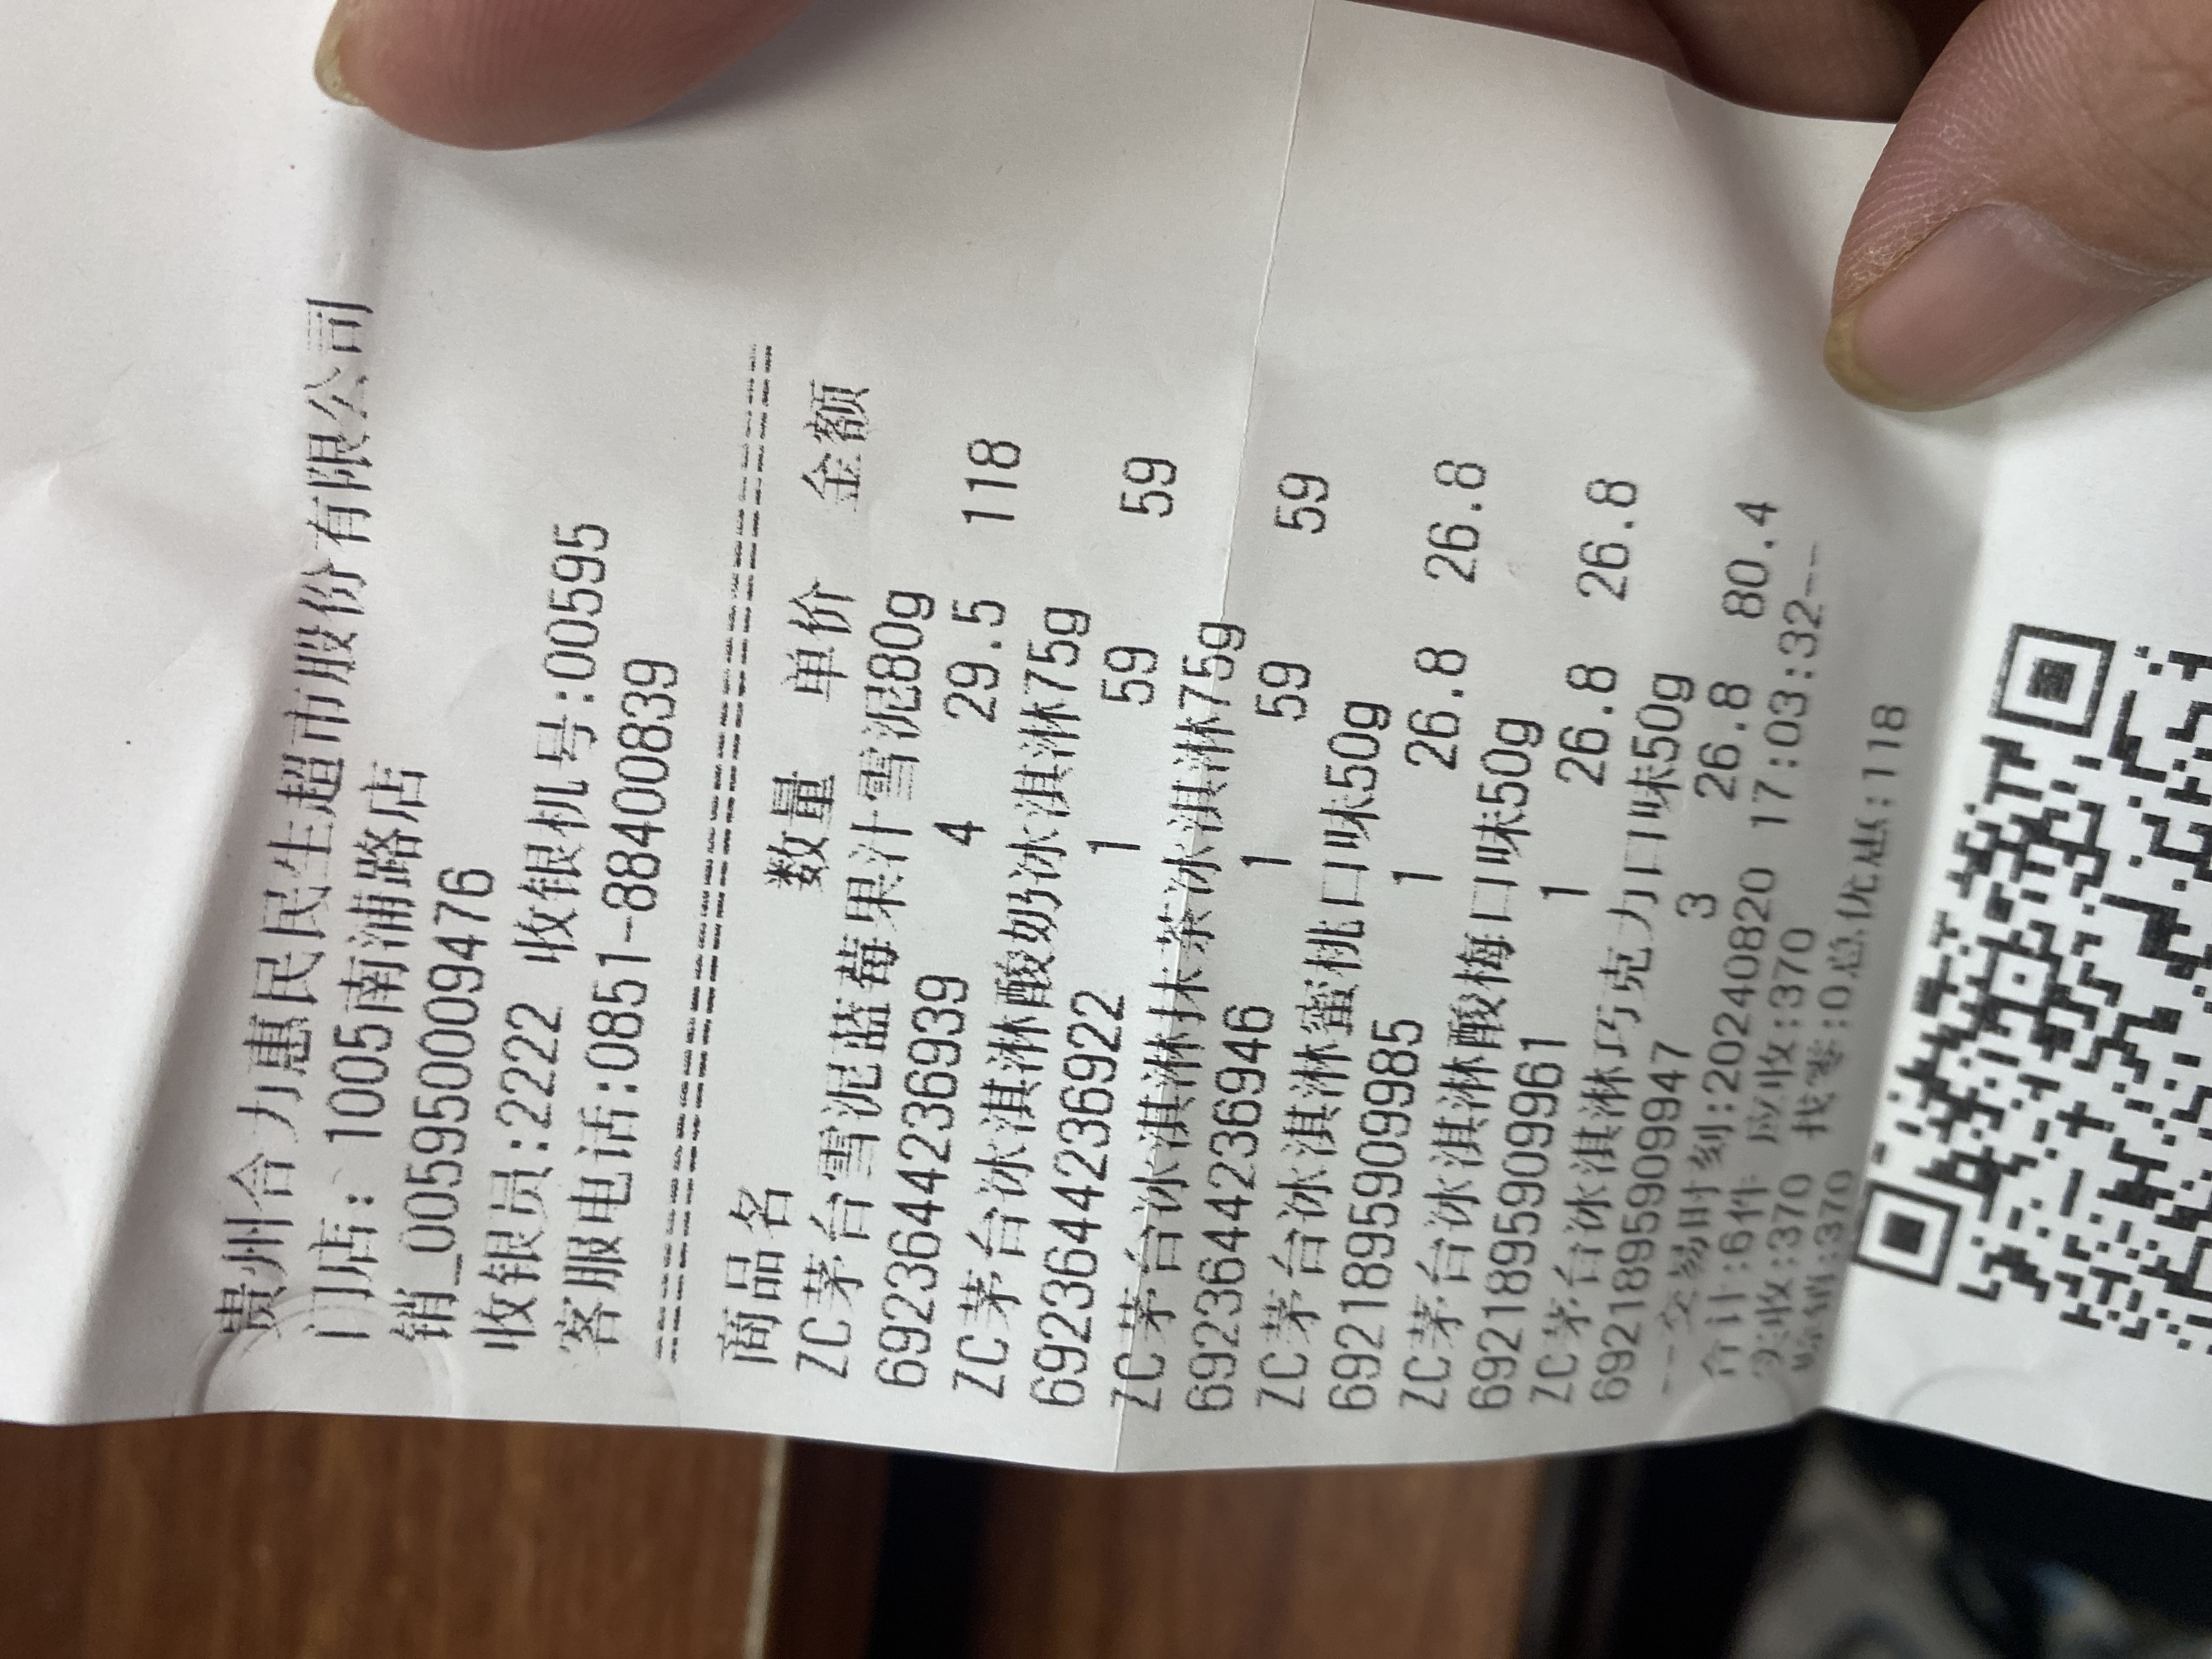 贵州合力惠民民生超市股份有限公司
门店: 1005南浦路店
销_005950009476
收银员:2222 收银机号:00595
客服电话:0851-88400839
商品名 数量 单价 金额
ZC茅台雪泥蓝莓果汁雪泥80g
6923644236939 4 29.5 118
ZC茅台冰淇淋酸奶冰淇淋75g
6923644236922 1 59 59
ZC茅台冰淇淋抹茶冰淇淋75g
6923644236946 1 59 59
ZC茅台冰淇淋蜜桃口味50g
6921895909985 1 26.8 26.8
ZC茅台冰淇淋酸梅口味50g
6921895909961 1 26.8 26.8
ZC茅台冰淇淋巧克力口味50g
6921895909947 3 26.8 80.4
--交易时刻:20240820 17:03:32--
合计:6件 应收:370
实收:370 找零:0总优惠:118
:370